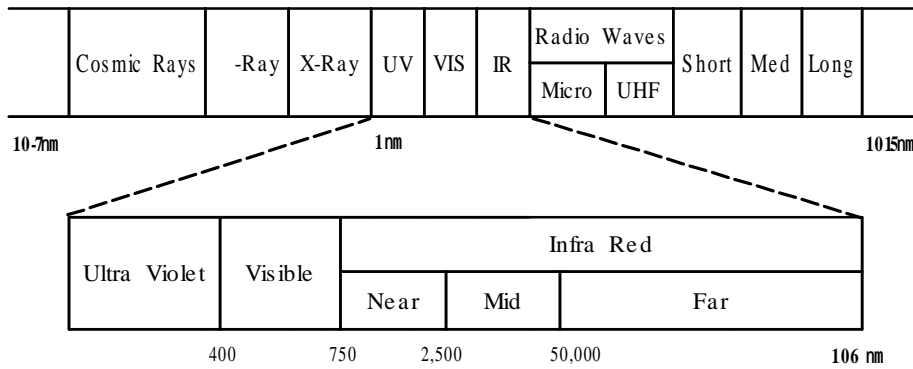 Radio Waves
Cosmic Rays -Ray X-Ray UV VIS IR Short Med Long
Micro UHF
10-7nm 1nm 1015nm
Infra Red
Ultra Violet Visible
Near Mid Far
400 750 2,500 50,000 106 nm